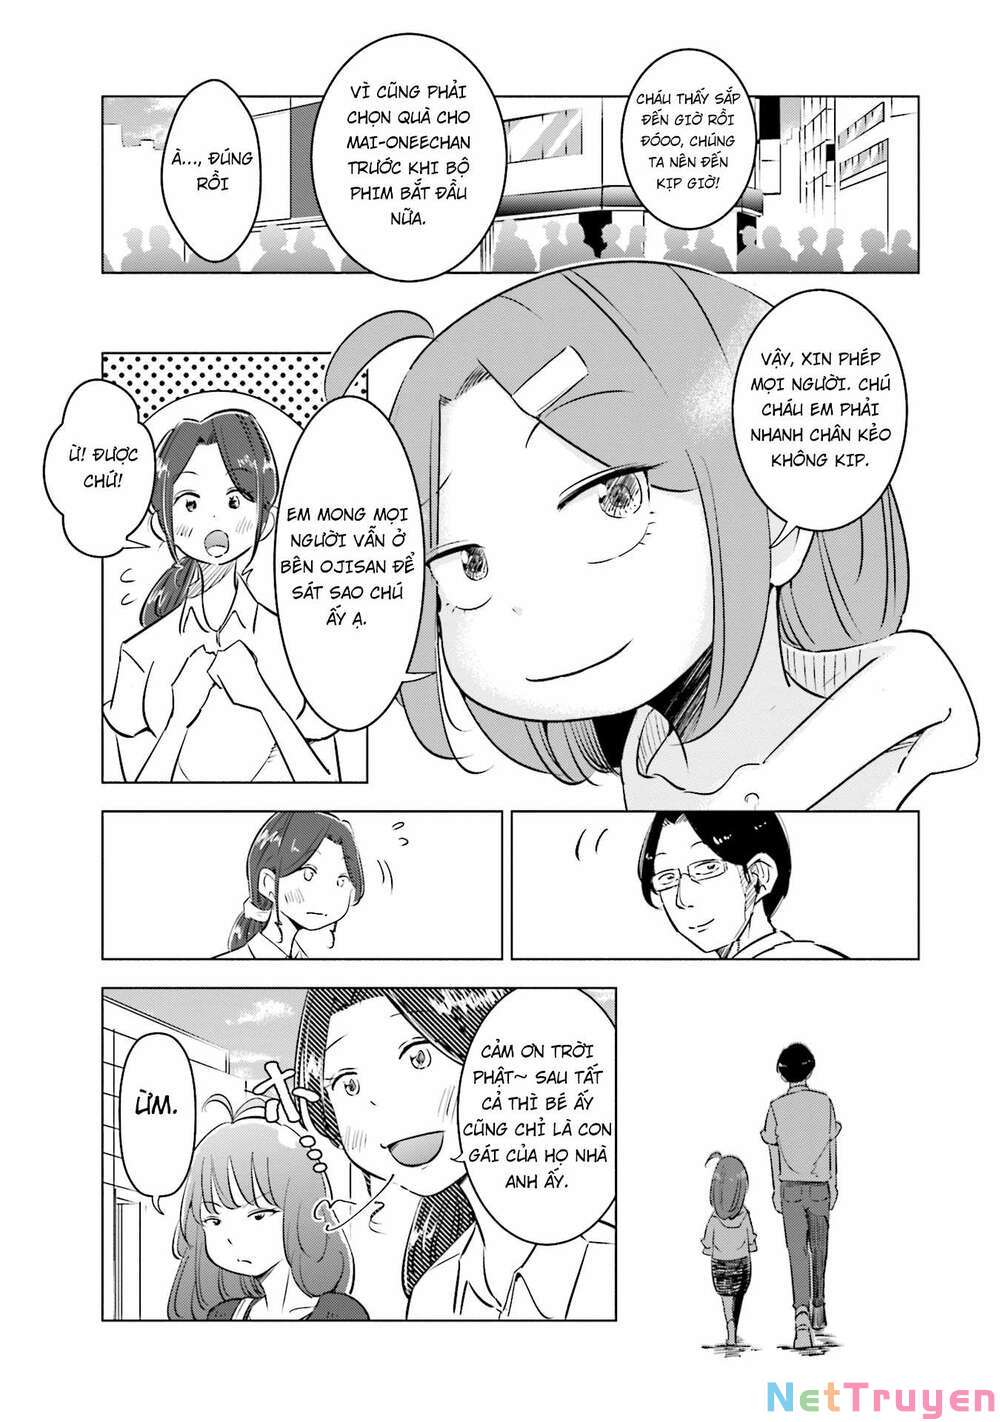 CHÁU THẤY SẮP
ĐẾN GIỜ RỒI
ĐÓOO, CHÚNG
TA NÊN ĐẾN
KỊP GIỜ!
VÌ CŨNG PHẢI
CHỌN QUÀ CHO
MAI-ONEECHAN
TRƯỚC KHI BỘ
PHIM BẮT ĐẦU
NỮA.
À..., ĐÚNG
RỒI
VẬY, XIN PHÉP
MỌI NGƯỜI. CHÚ
CHÁU EM PHẢI
NHANH CHÂN KẺO
KHÔNG KỊP.
EM MONG MỌI
NGƯỜI VẪN Ở
BÊN OJISAN ĐỂ
SÁT SAO CHÚ
ẤY Ạ.
Ừ! ĐƯỢC
CHỨ!
CẢM ƠN TRỜI
PHẬT~ SAU TẤT
CẢ THÌ BÉ ẤY
CŨNG CHỈ LÀ CON
GÁI CỦA HỌ NHÀ
ANH ẤY.
ホッ
ỪM.
NetTruyen